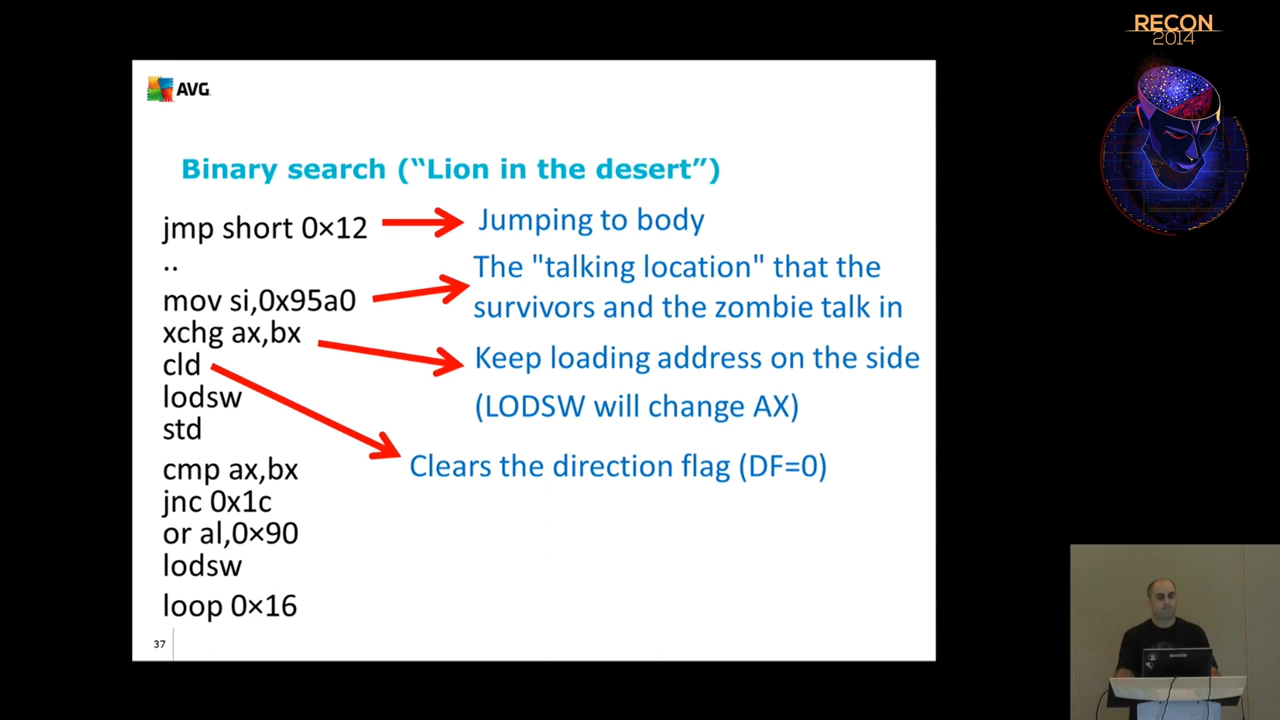 RECON
2014
AVG
Binary search (“Lion in the desert”)
jmp short 0×12
Jumping to body
..
The "talking location" that the
survivors and the zombie talk in
mov si,0x95a0
xchg ax,bx
Keep loading address on the side
(LODSW will change AX)
cld
lodsw
std
Clears the direction flag (DF=0)
cmp ax,bx
jnc 0x1c
or al,0×90
lodsw
loop 0×16
37